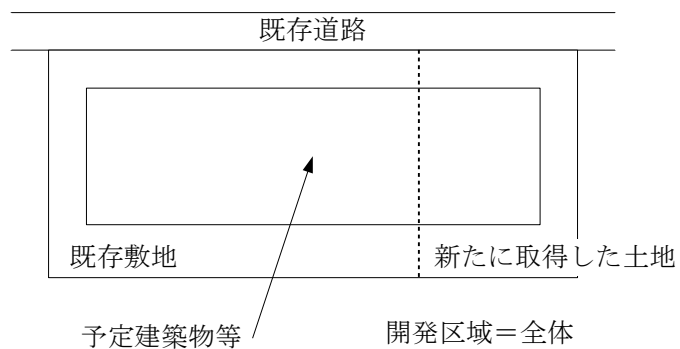 既存道路
既存敷地
新たに取得した土地
予定建築物等
開発区域＝全体